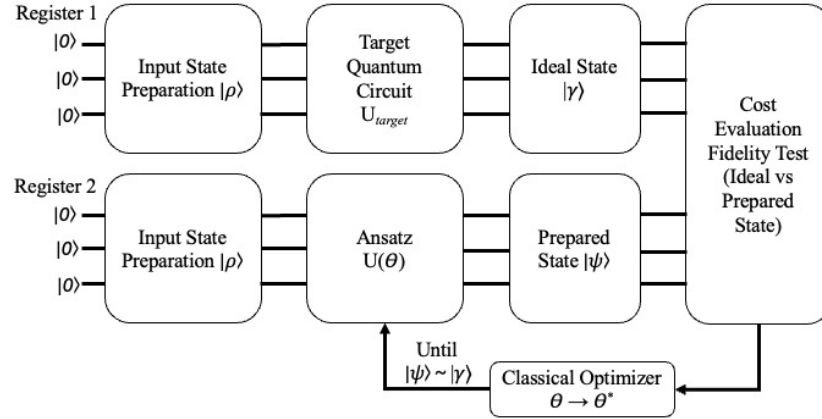 Register 1
|0⟩
|0⟩
|0⟩
Input State
Preparation |ρ⟩
Target
Quantum
Circuit
U_target
Ideal State
|γ⟩
Cost
Evaluation
Fidelity Test
(Ideal vs
Prepared
State)
Register 2
|0⟩
|0⟩
|0⟩
Input State
Preparation |ρ⟩
Ansatz
U(θ)
Prepared
State |ψ⟩
Until
|ψ⟩ ~ |γ⟩
Classical Optimizer
θ → θ*